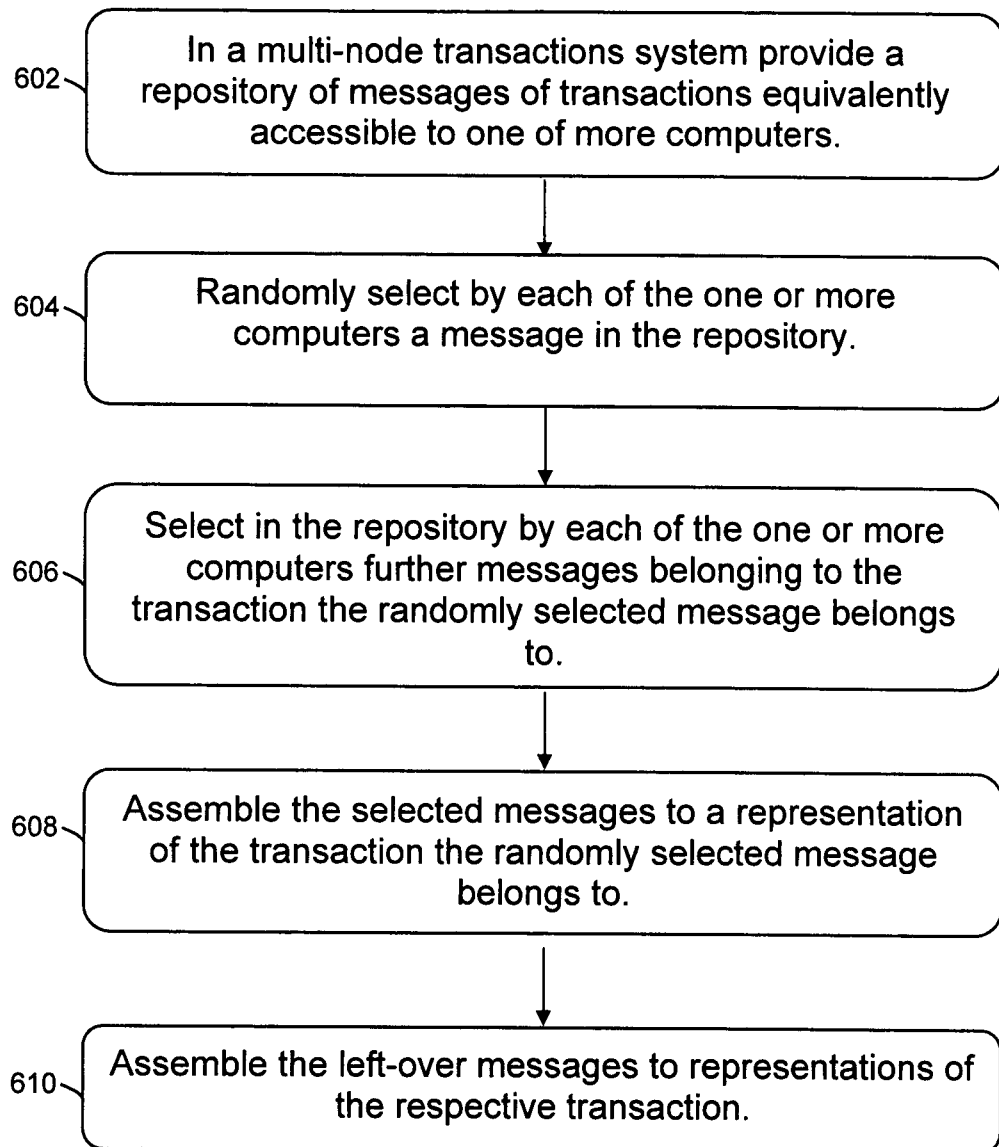 602
In a multi-node transactions system provide a
repository of messages of transactions equivalently
accessible to one of more computers.
604
Randomly select by each of the one or more
computers a message in the repository.
606
Select in the repository by each of the one or more
computers further messages belonging to the
transaction the randomly selected message belongs
to.
608
Assemble the selected messages to a representation
of the transaction the randomly selected message
belongs to.
610
Assemble the left-over messages to representations of
the respective transaction.